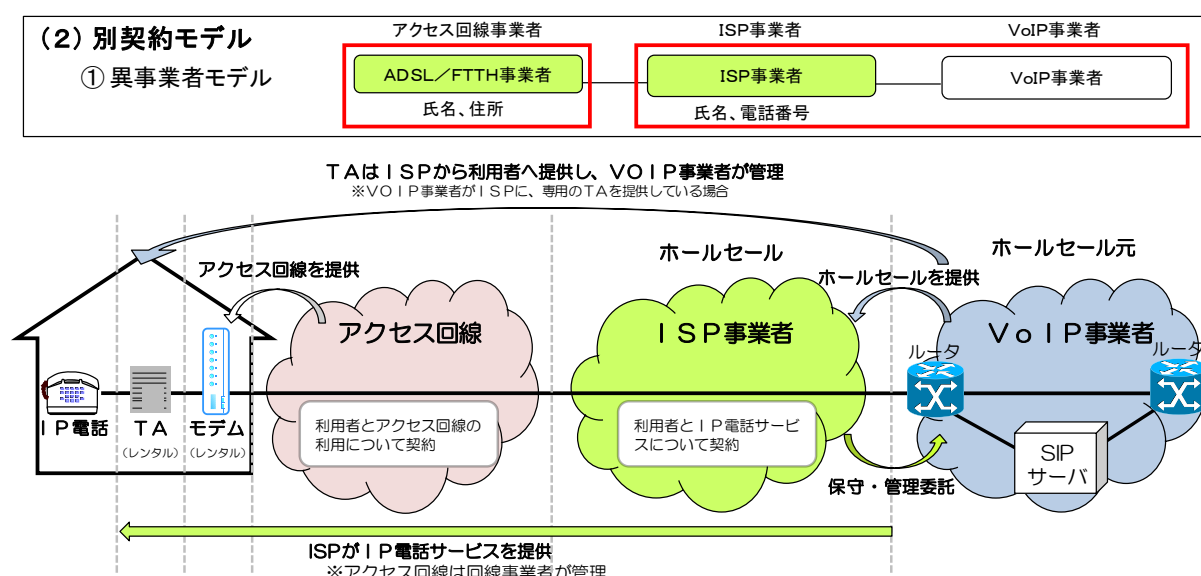 （２）別契約モデル
① 異事業者モデル
アクセス回線事業者
ISP事業者
VoIP事業者
ADSL／FTTH事業者
ISP事業者
VoIP事業者
氏名、住所
氏名、電話番号
ＴＡはＩＳＰから利用者へ提供し、ＶＯＩＰ事業者が管理
※ＶＯＩＰ事業者がＩＳＰに、専用のＴＡを提供している場合
ホールセール
ホールセール元
アクセス回線を提供
ホールセールを提供
アクセス回線
ＩＳＰ事業者
ＶｏＩＰ事業者
ルータ
ルータ
ＩＰ電話
ＴＡ
モデム
（レンタル）
（レンタル）
利用者とアクセス回線の
利用について契約
利用者とＩＰ電話サービ
スについて契約
SIP
サーバ
保守・管理委託
ISPがＩＰ電話サービスを提供
※アクセス回線は回線事業者が管理